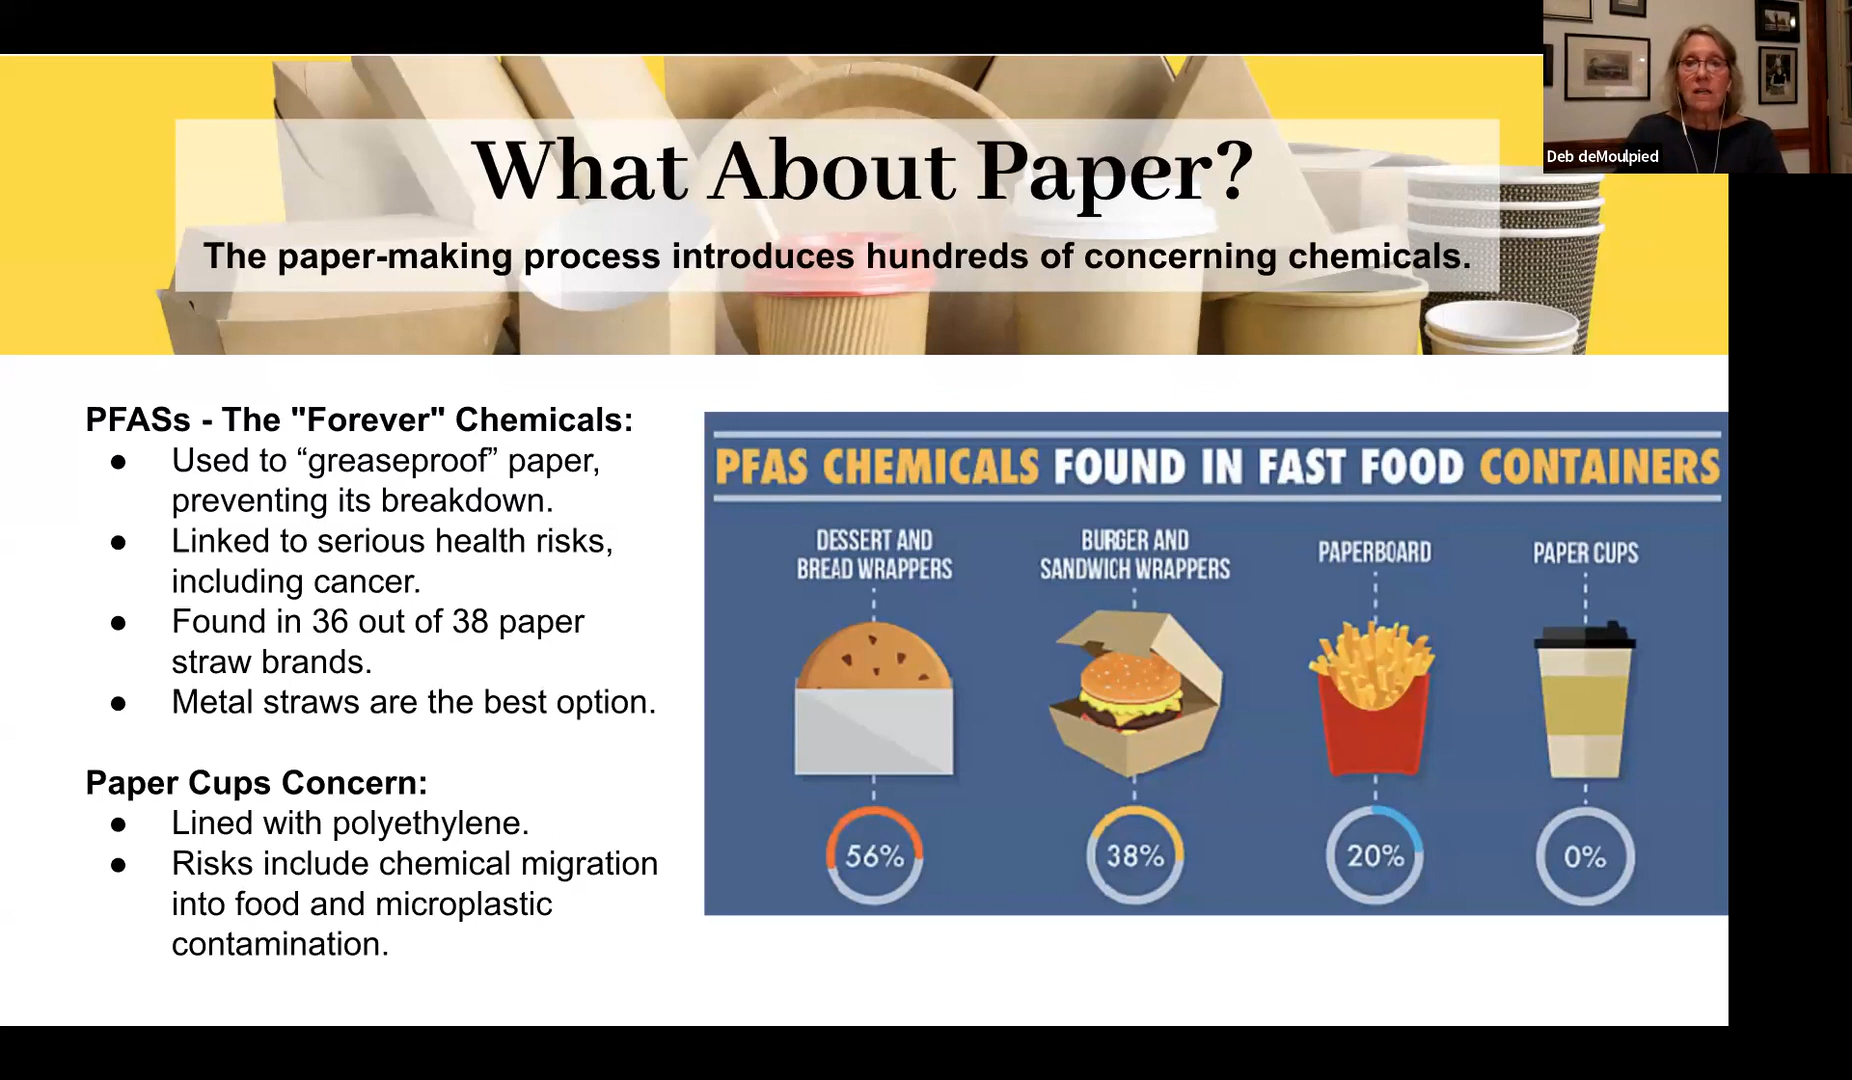 What About Paper?
The paper-making process introduces hundreds of concerning chemicals.
Deb deMoulpied
PFASs - The "Forever" Chemicals:
● Used to “greaseproof” paper,
preventing its breakdown.
● Linked to serious health risks,
including cancer.
● Found in 36 out of 38 paper
straw brands.
● Metal straws are the best option.
Paper Cups Concern:
● Lined with polyethylene.
● Risks include chemical migration
into food and microplastic
contamination.
PFAS CHEMICALS FOUND IN FAST FOOD CONTAINERS
DESSERT AND
BREAD WRAPPERS
BURGER AND
SANDWICH WRAPPERS
PAPERBOARD
PAPER CUPS
56%
38%
20%
0%